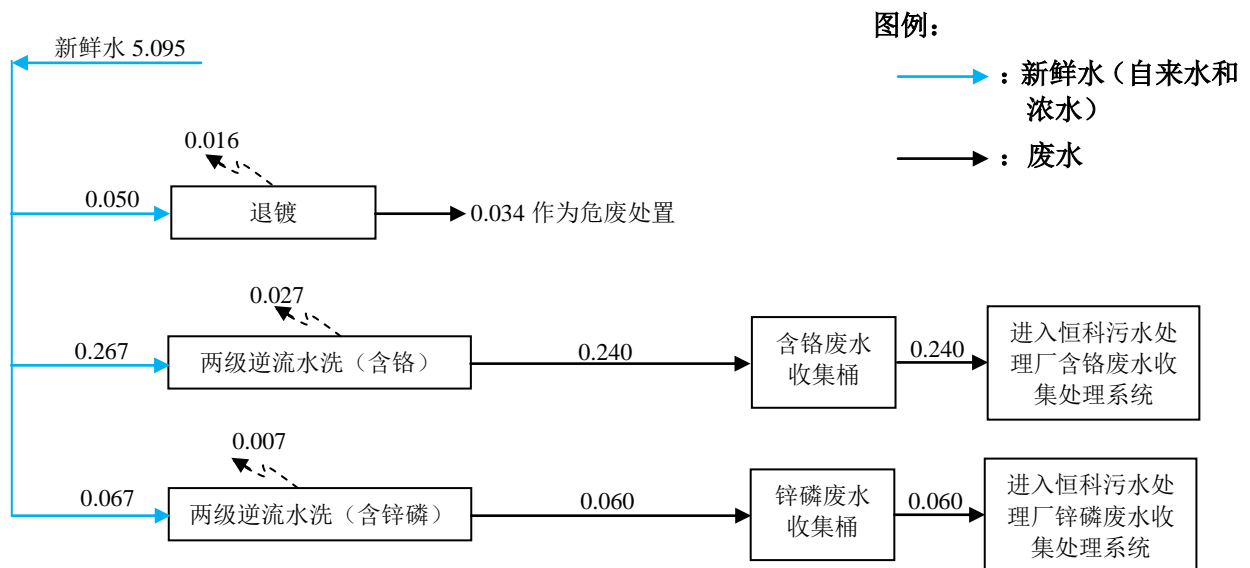 图例：
新鲜水 5.095
：新鲜水（自来水和
浓水）
：废水
0.016
0.050
退镀
0.034 作为危废处置
0.027
0.267
两级逆流水洗（含铬）
0.240
含铬废水
收集桶
0.240
进入恒科污水处
理厂含铬废水收
集处理系统
0.007
0.067
两级逆流水洗（含锌磷）
0.060
锌磷废水
收集桶
0.060
进入恒科污水处
理厂锌磷废水收
集处理系统